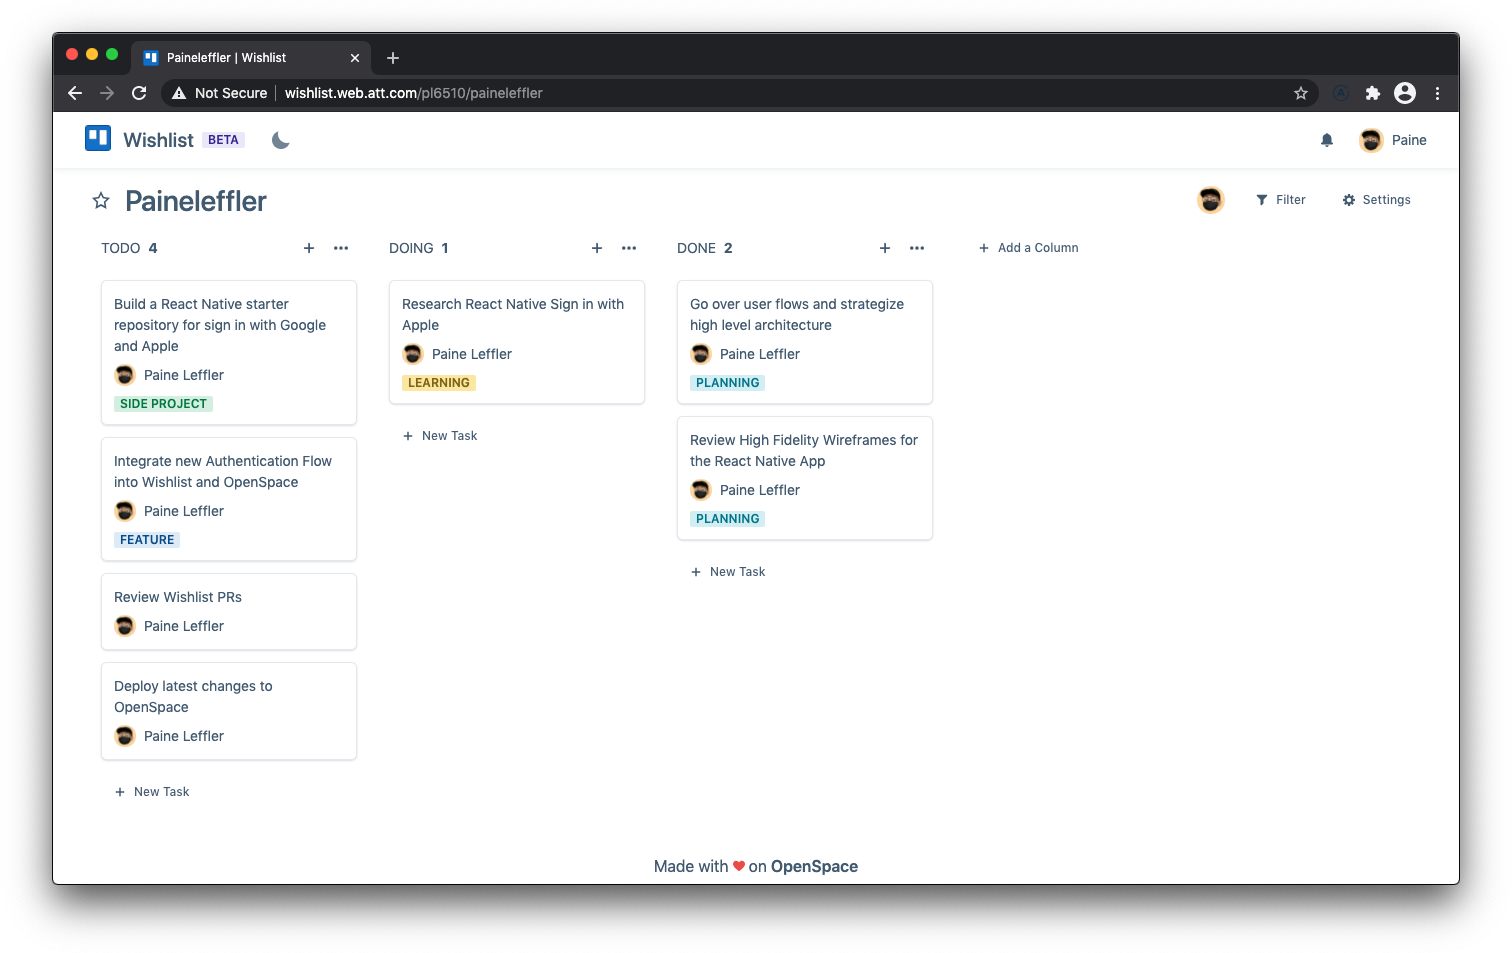 Paineleffler | Wishlist
Not Secure
wishlist.web.att.com/pl6510/paineleffler
Wishlist BETA
Paine
Paineleffler
Filter
Settings
TODO 4
Build a React Native starter
repository for sign in with Google
and Apple
Paine Leffler
SIDE PROJECT
Integrate new Authentication Flow
into Wishlist and OpenSpace
Paine Leffler
FEATURE
Review Wishlist PRs
Paine Leffler
Deploy latest changes to
OpenSpace
Paine Leffler
+ New Task
DOING 1
Research React Native Sign in with
Apple
Paine Leffler
LEARNING
+ New Task
DONE 2
Go over user flows and strategize
high level architecture
Paine Leffler
PLANNING
Review High Fidelity Wireframes for
the React Native App
Paine Leffler
PLANNING
+ New Task
+ Add a Column
Made with ❤ on OpenSpace